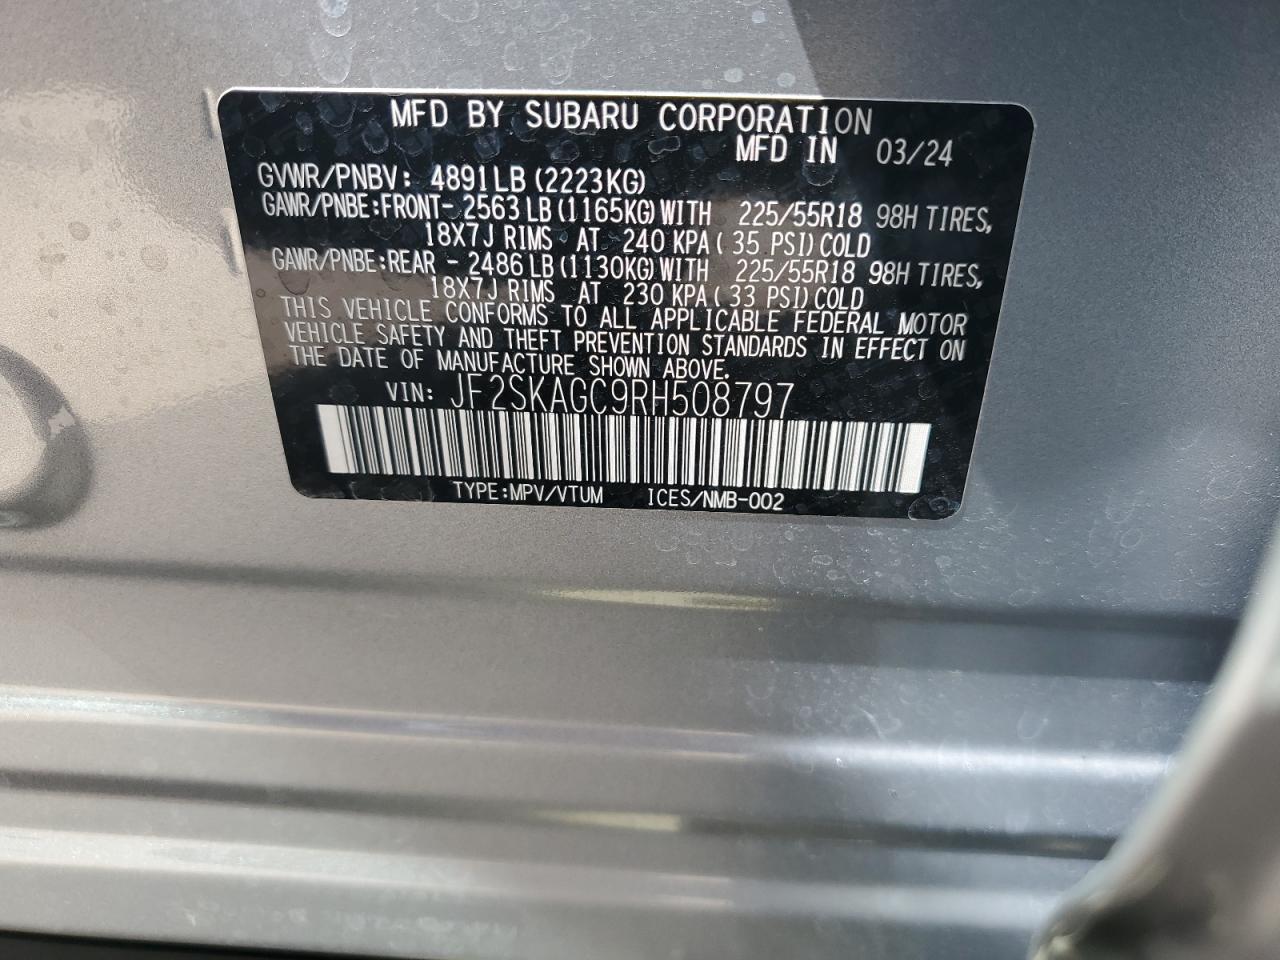 MFD BY SUBARU CORPORATION
MFD IN 03/24
GVWR/PNBV: 4891LB (2223KG)
GAWR/PNBE:FRONT- 2563 LB (1165KG) WITH 225/55R18 98H TIRES,
18X7J RIMS AT 240 KPA ( 35 PSI) COLD
GAWR/PNBE:REAR - 2486 LB (1130KG) WITH 225/55R18 98H TIRES,
18X7J RIMS AT 230 KPA ( 33 PSI) COLD
THIS VEHICLE CONFORMS TO ALL APPLICABLE FEDERAL MOTOR
VEHICLE SAFETY AND THEFT PREVENTION STANDARDS IN EFFECT ON
THE DATE OF MANUFACTURE SHOWN ABOVE.
VIN: JF2SKAGC9RH508797
TYPE:MPV/VTUM ICES/NMB-002